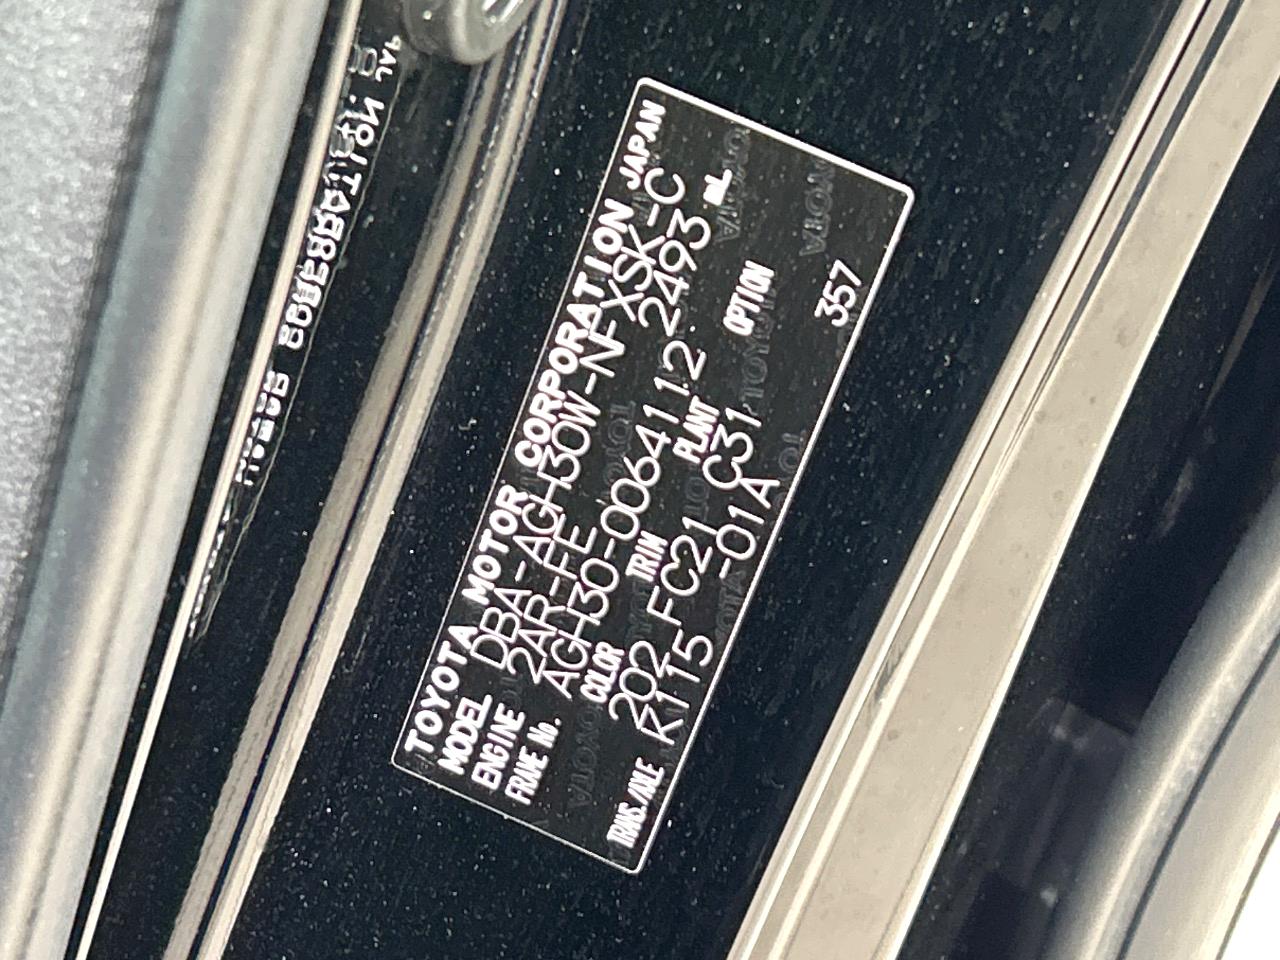 TOYOTA MOTOR CORPORATION JAPAN
MODEL DBA-AGH30W-NFXSK-C
ENGINE 2AR-FE 2493 mL
FRAME No. AGH30-0064112
COLOR TRIM PLANT OPTION
202 FC21 C31
TRANS./AXLE K115 -01A 357